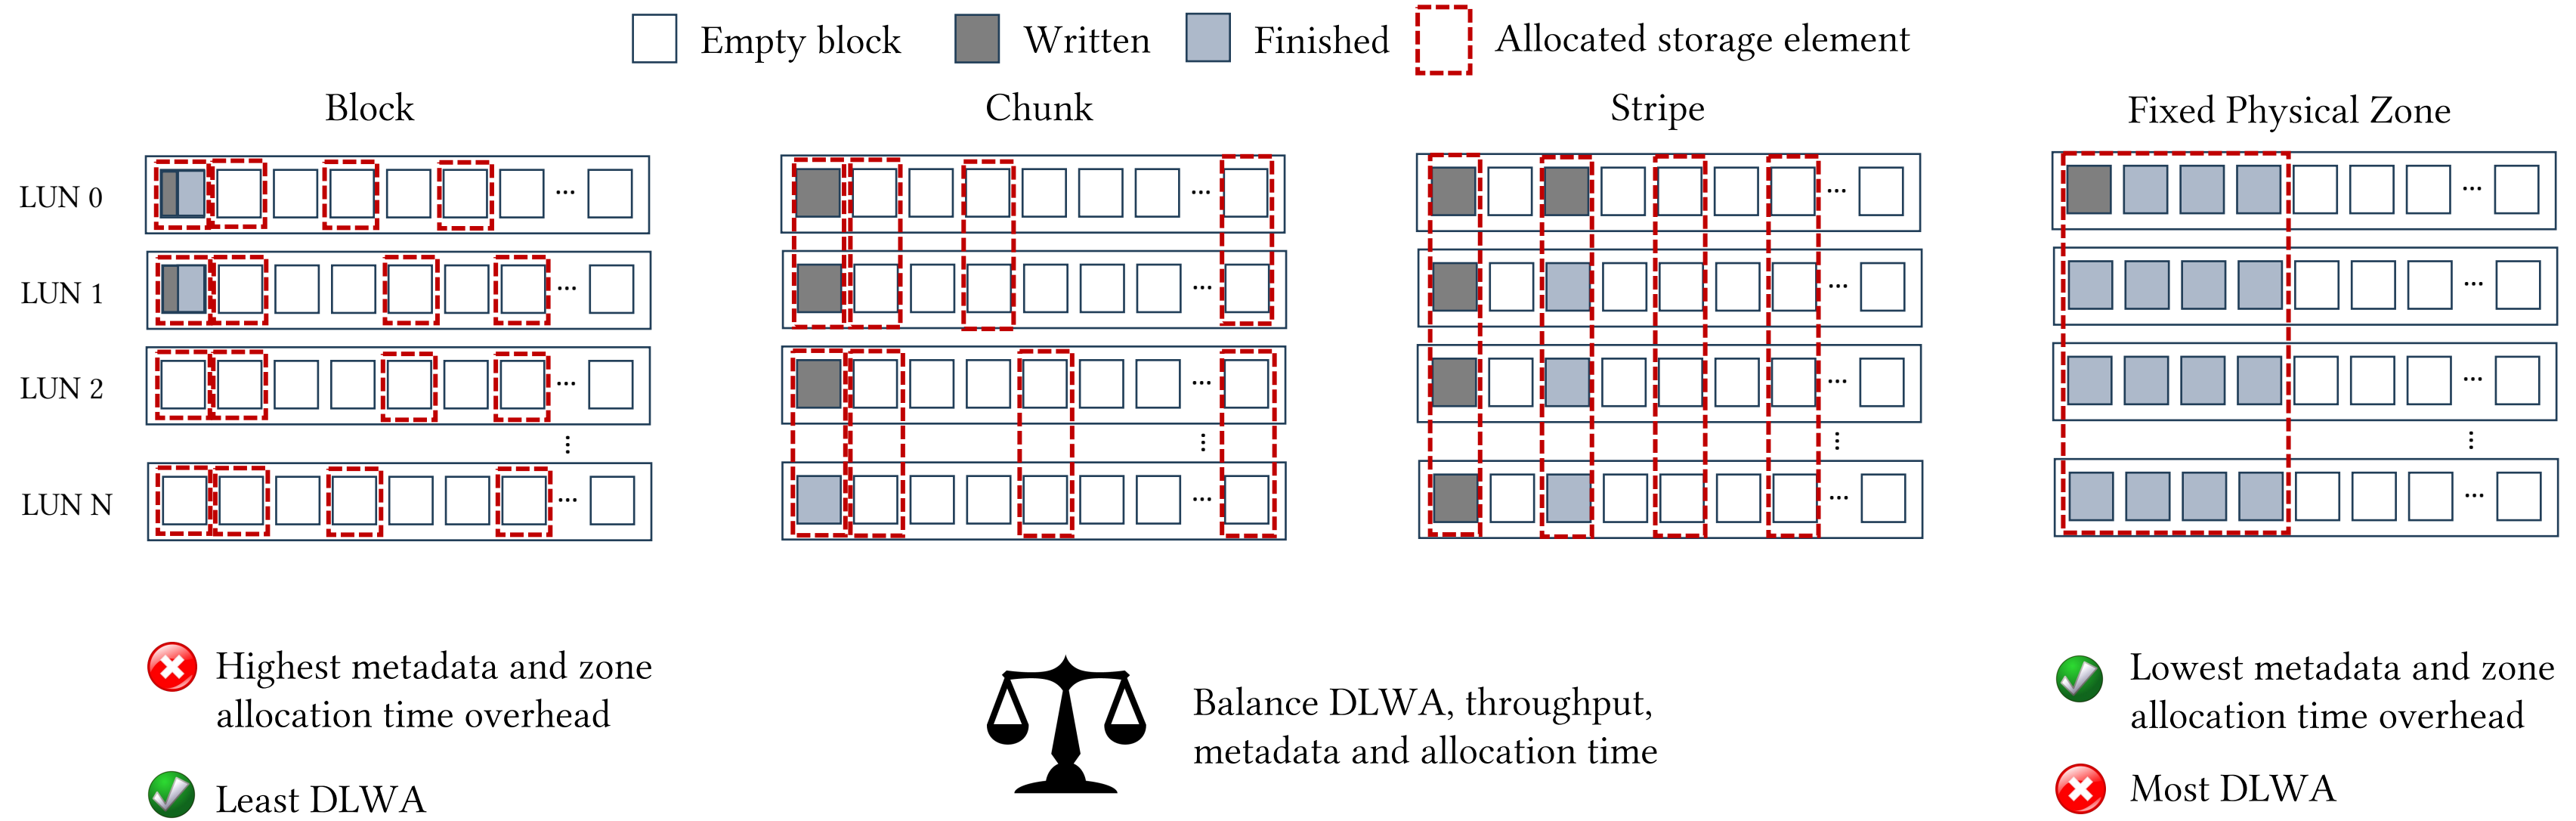 Empty block
Written
Finished
Allocated storage element
Block
Chunk
Stripe
Fixed Physical Zone
LUN 0
...
...
...
...
LUN 1
...
...
...
...
LUN 2
...
...
...
...
LUN N
...
...
...
...
Highest metadata and zone
allocation time overhead
Least DLWA
Balance DLWA, throughput,
metadata and allocation time
Lowest metadata and zone
allocation time overhead
Most DLWA